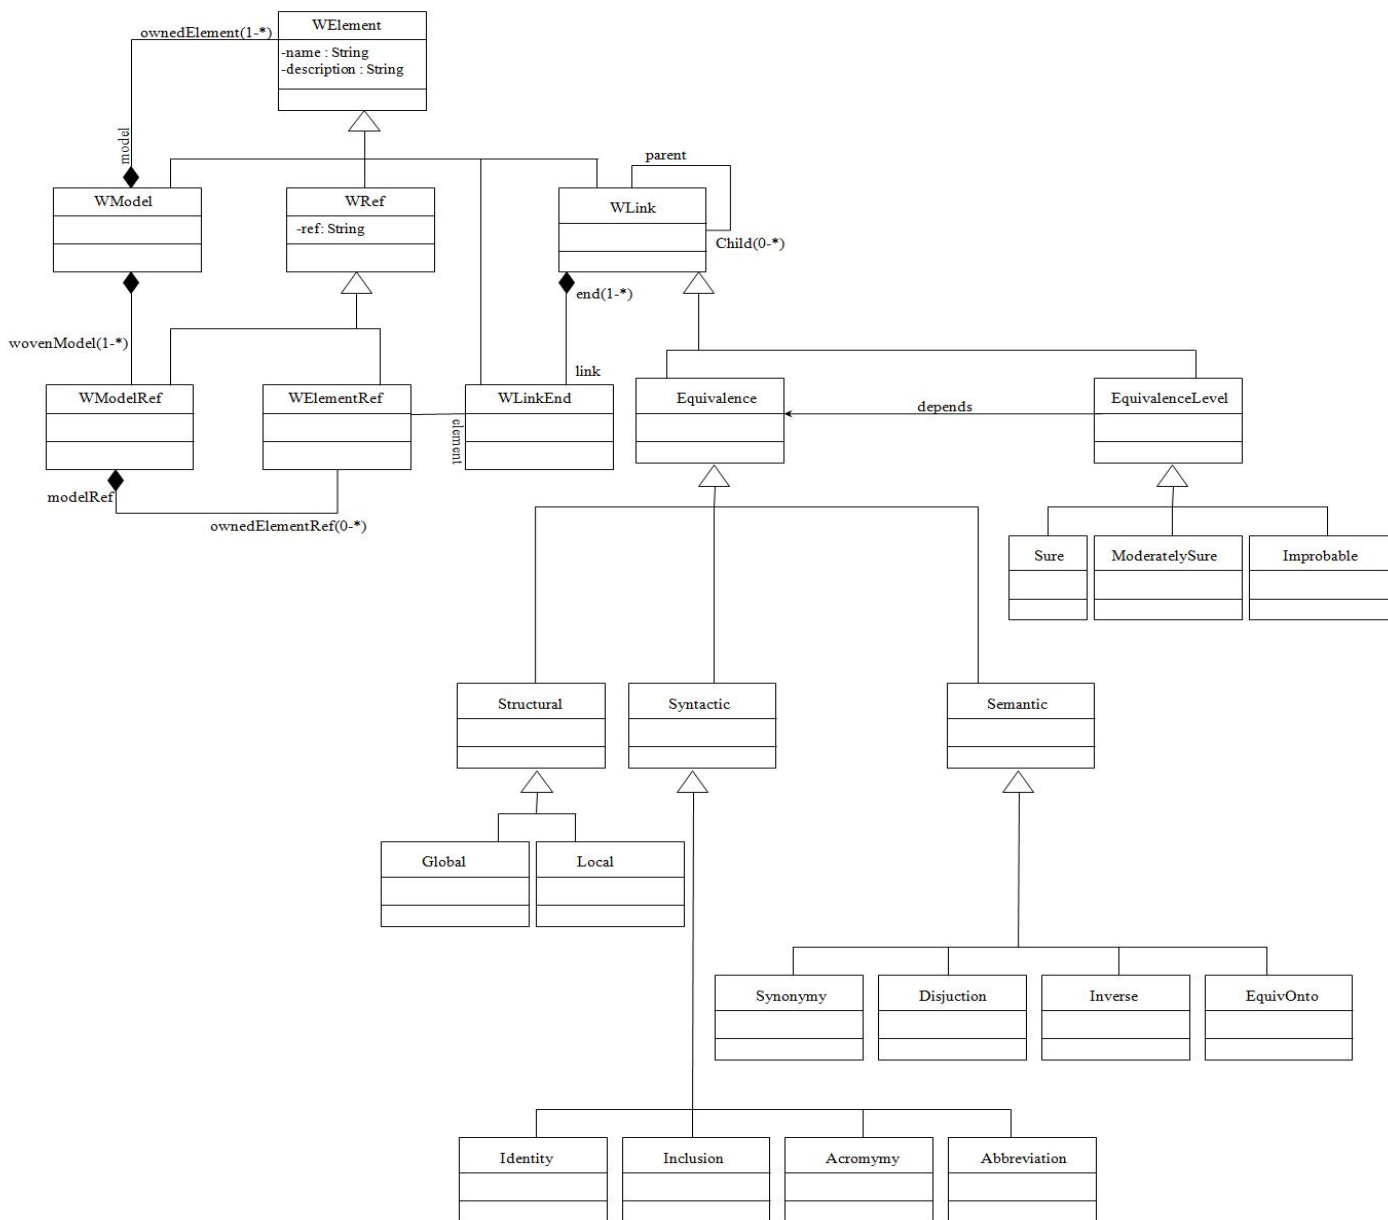 WElement
ownedElement(1-*)
-name : String
-description : String
model
parent
WModel
WRef
WLink
-ref: String
Child(0-*)
end(1-*)
wovenModel(1-*)
link
WModelRef
WElementRef
WLinkEnd
Equivalence
EquivalenceLevel
depends
element
modelRef
ownedElementRef(0-*)
Sure
ModeratelySure
Improbable
Structural
Syntactic
Semantic
Global
Local
Synonymy
Disjuction
Inverse
EquivOnto
Identity
Inclusion
Acromymy
Abbreviation